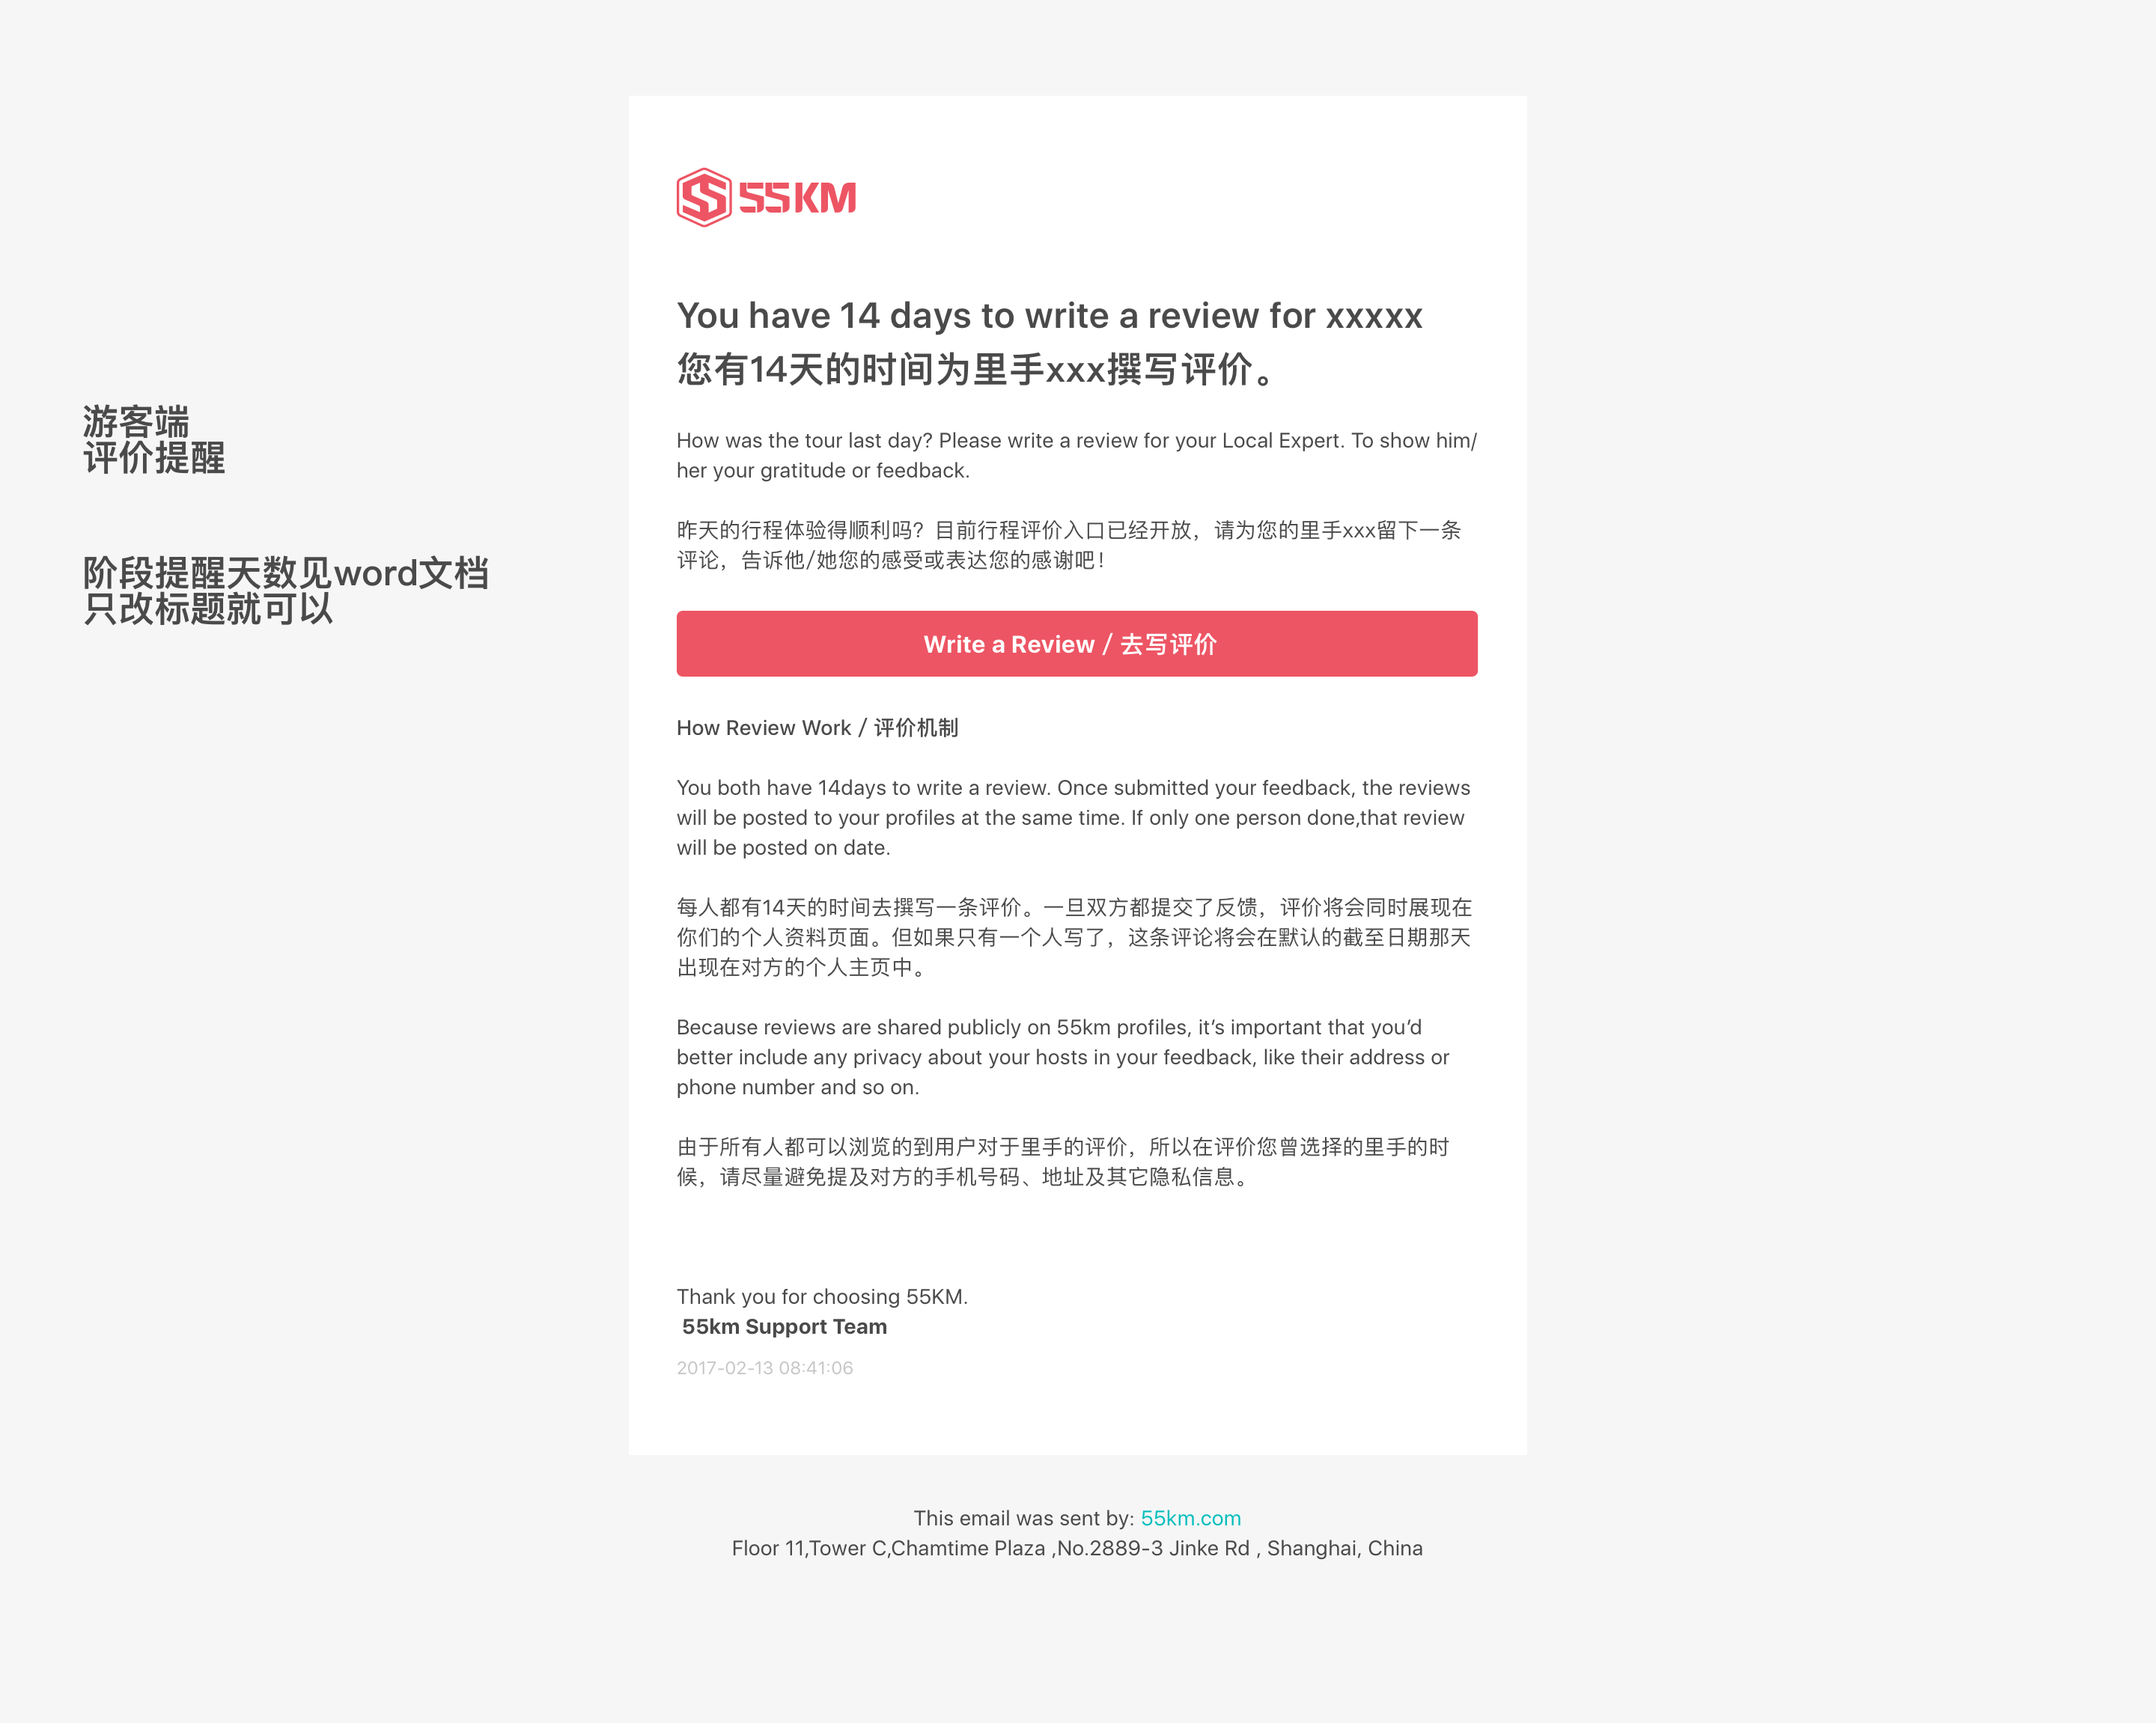 游客端
评价提醒
阶段提醒天数见word文档
只改标题就可以
55KM
You have 14 days to write a review for xxxxx
您有14天的时间为里手xxx撰写评价。
How was the tour last day? Please write a review for your Local Expert. To show him/
her your gratitude or feedback.
昨天的行程体验得顺利吗？目前行程评价入口已经开放，请为您的里手xxx留下一条
评论，告诉他/她您的感受或表达您的感谢吧！
Write a Review / 去写评价
How Review Work / 评价机制
You both have 14days to write a review. Once submitted your feedback, the reviews
will be posted to your profiles at the same time. If only one person done,that review
will be posted on date.
每人都有14天的时间去撰写一条评价。一旦双方都提交了反馈，评价将会同时展现在
你们的个人资料页面。但如果只有一个人写了，这条评论将会在默认的截至日期那天
出现在对方的个人主页中。
Because reviews are shared publicly on 55km profiles, it’s important that you’d
better include any privacy about your hosts in your feedback, like their address or
phone number and so on.
由于所有人都可以浏览的到用户对于里手的评价，所以在评价您曾选择的里手的时
候，请尽量避免提及对方的手机号码、地址及其它隐私信息。
Thank you for choosing 55KM.
55km Support Team
2017-02-13 08:41:06
This email was sent by: 55km.com
Floor 11,Tower C,Chamtime Plaza ,No.2889-3 Jinke Rd , Shanghai, China